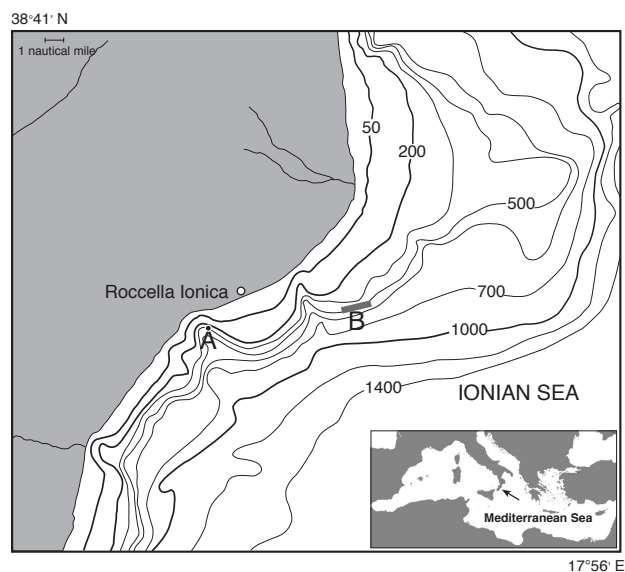 38°41' N
1 nautical mile
50
200
500
Roccella Ionica
700
B
A
1000
1400
IONIAN SEA
Mediterranean Sea
17°56' E